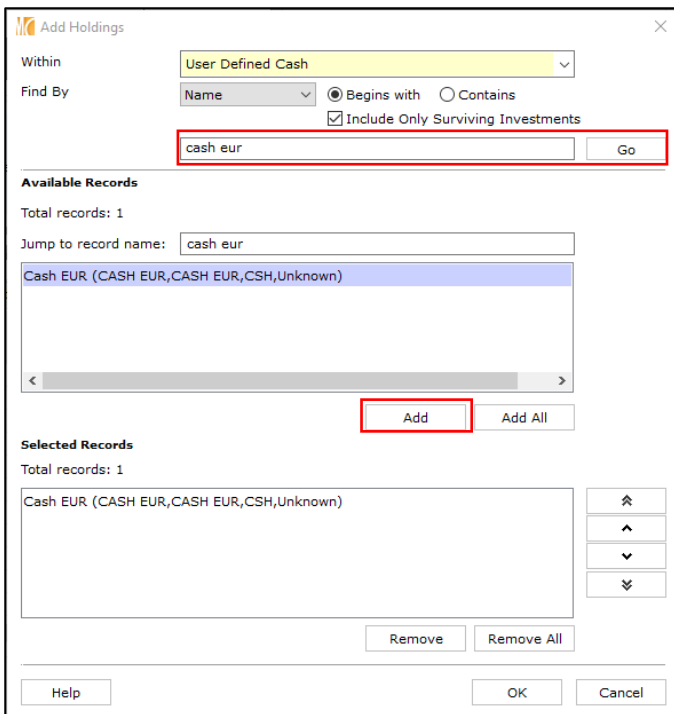 Add Holdings
Within User Defined Cash
Find By Name Begins with Contains
Include Only Surviving Investments
cash eur Go
Available Records
Total records: 1
Jump to record name: cash eur
Cash EUR (CASH EUR,CASH EUR,CSH,Unknown)
Add Add All
Selected Records
Total records: 1
Cash EUR (CASH EUR,CASH EUR,CSH,Unknown)
Remove Remove All
Help OK Cancel